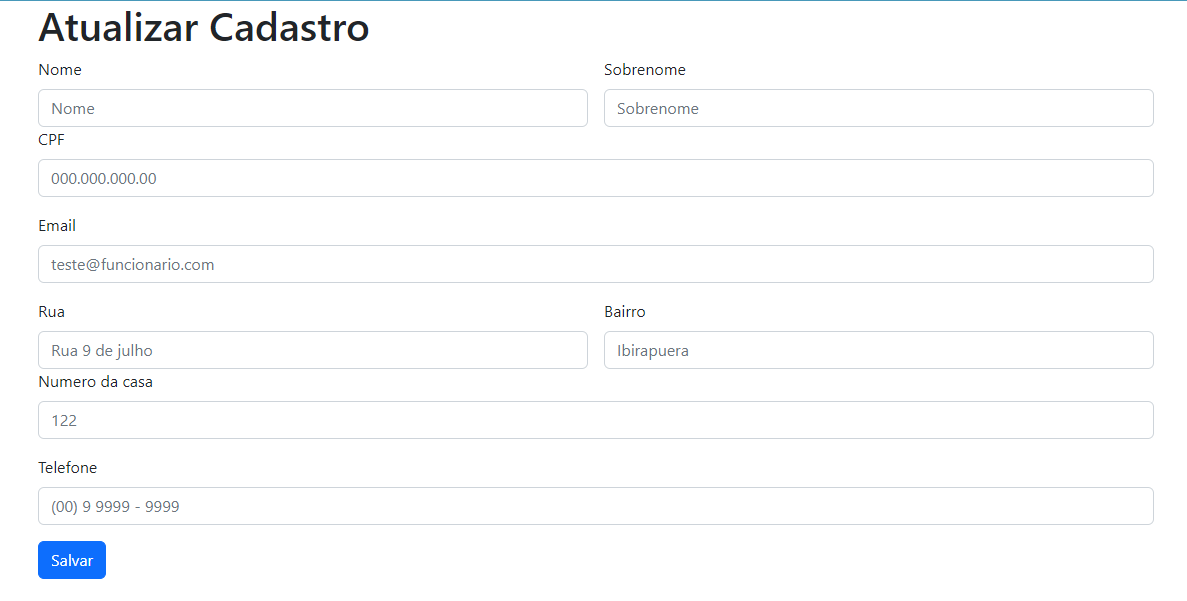 Atualizar Cadastro
Nome Sobrenome
Nome Sobrenome
CPF
000.000.000.00
Email
teste@funcionario.com
Rua Bairro
Rua 9 de julho Ibirapuera
Numero da casa
122
Telefone
(00) 9 9999 - 9999
Salvar